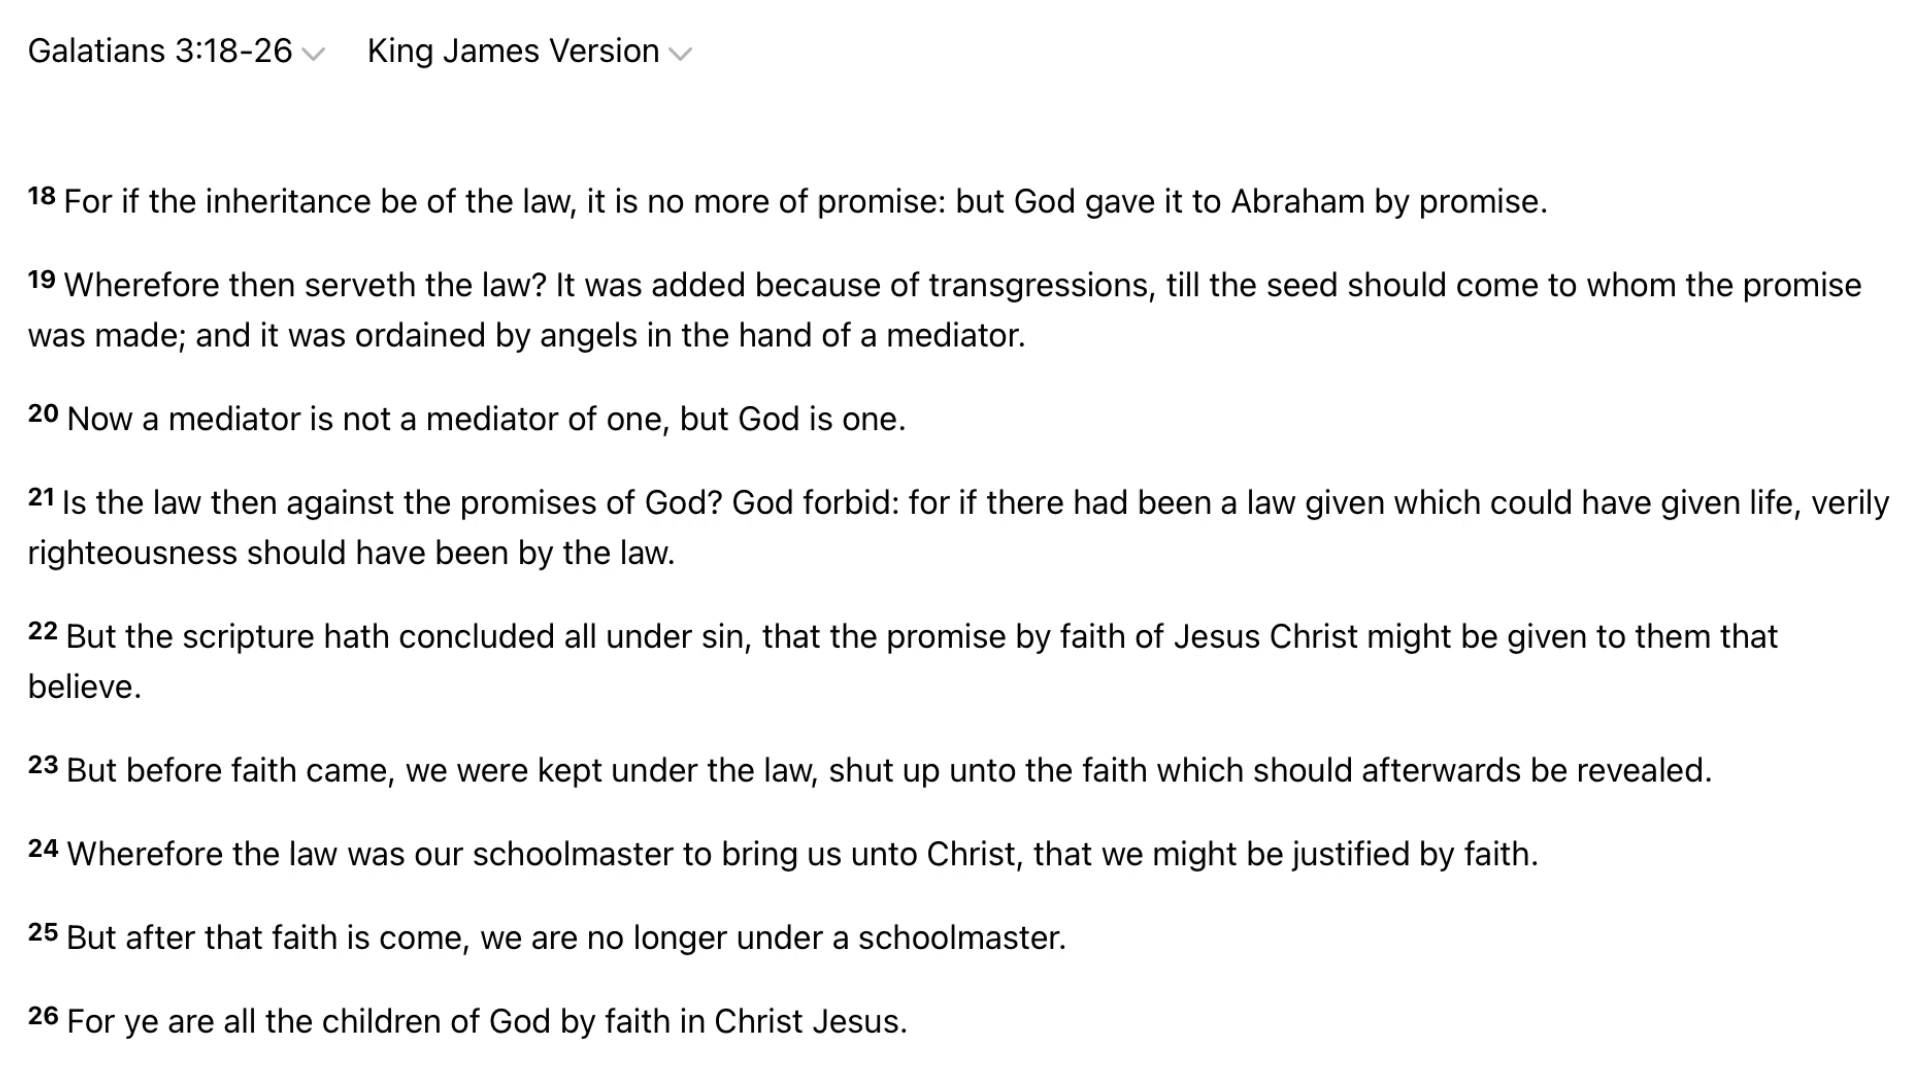 Galatians 3:18-26 King James Version
18 For if the inheritance be of the law, it is no more of promise: but God gave it to Abraham by promise.
19 Wherefore then serveth the law? It was added because of transgressions, till the seed should come to whom the promise
was made; and it was ordained by angels in the hand of a mediator.
20 Now a mediator is not a mediator of one, but God is one.
21 Is the law then against the promises of God? God forbid: for if there had been a law given which could have given life, verily
righteousness should have been by the law.
22 But the scripture hath concluded all under sin, that the promise by faith of Jesus Christ might be given to them that
believe.
23 But before faith came, we were kept under the law, shut up unto the faith which should afterwards be revealed.
24 Wherefore the law was our schoolmaster to bring us unto Christ, that we might be justified by faith.
25 But after that faith is come, we are no longer under a schoolmaster.
26 For ye are all the children of God by faith in Christ Jesus.